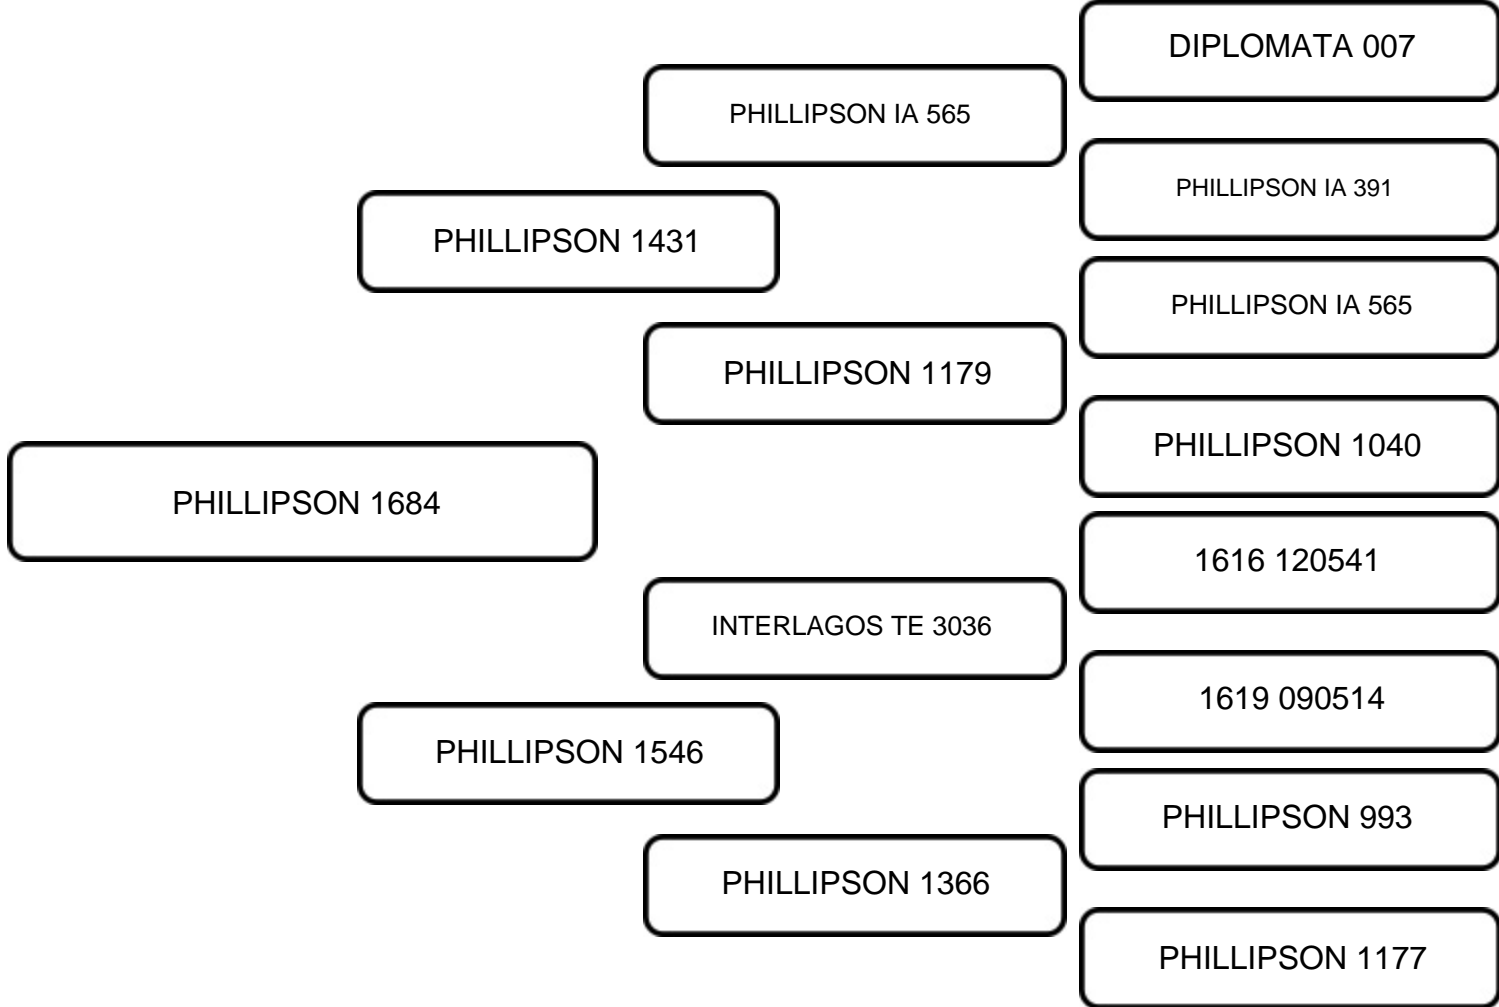 DIPLOMATA 007
PHILLIPSON IA 565
PHILLIPSON IA 391
PHILLIPSON 1431
PHILLIPSON IA 565
PHILLIPSON 1179
PHILLIPSON 1040
PHILLIPSON 1684
1616 120541
INTERLAGOS TE 3036
1619 090514
PHILLIPSON 1546
PHILLIPSON 993
PHILLIPSON 1366
PHILLIPSON 1177